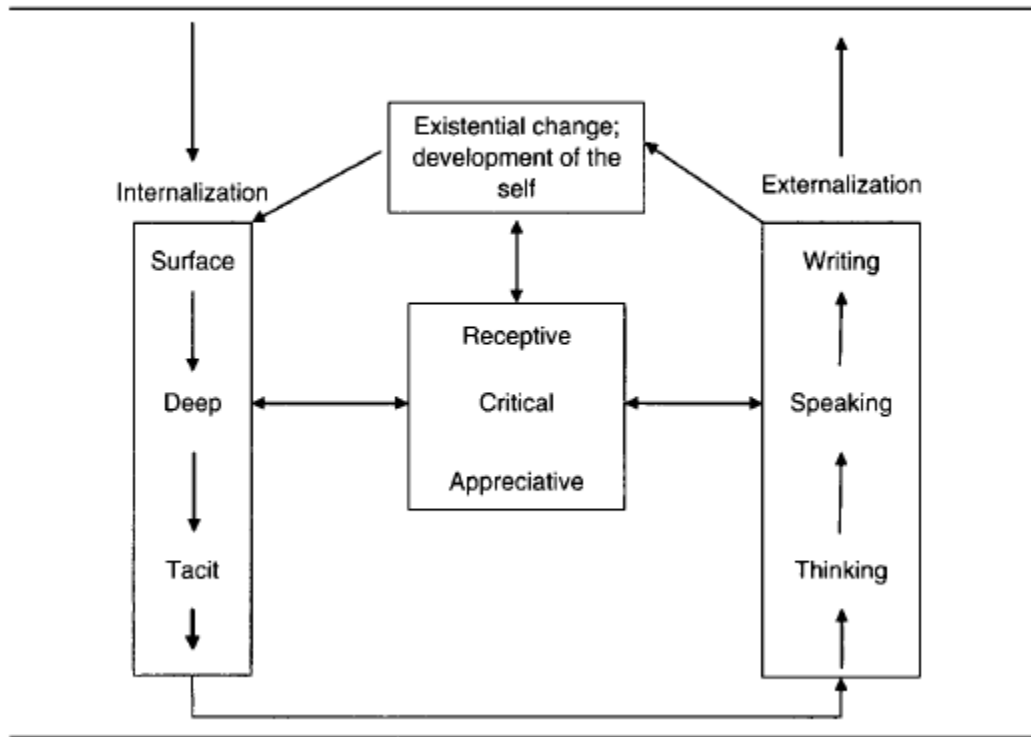 Existential change;
development of the
self
Internalization
Externalization
Surface
Writing
Receptive
Deep
Critical
Speaking
Appreciative
Tacit
Thinking